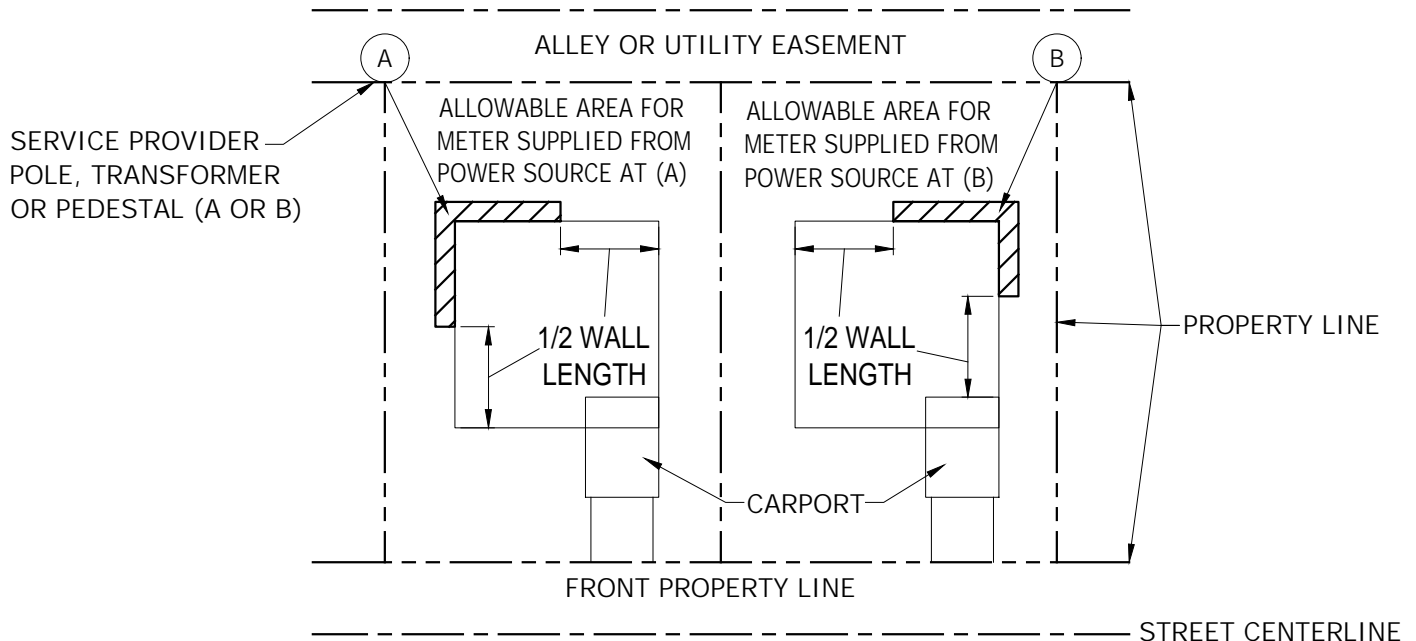 ALLEY OR UTILITY EASEMENT
A
B
SERVICE PROVIDER
POLE, TRANSFORMER
OR PEDESTAL (A OR B)
ALLOWABLE AREA FOR
METER SUPPLIED FROM
POWER SOURCE AT (A)
ALLOWABLE AREA FOR
METER SUPPLIED FROM
POWER SOURCE AT (B)
1/2 WALL
LENGTH
1/2 WALL
LENGTH
PROPERTY LINE
CARPORT
FRONT PROPERTY LINE
STREET CENTERLINE